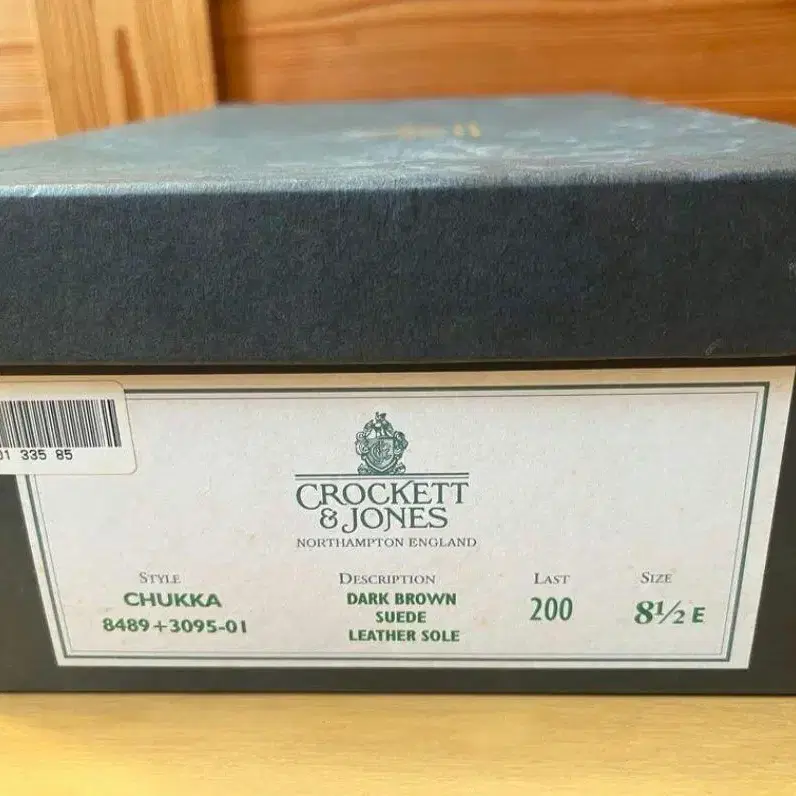 335 85
CROCKETT
& JONES
NORTHAMPTON ENGLAND
STYLE
CHUKKA
8489+3095-01
DESCRIPTION
DARK BROWN
SUEDE
LEATHER SOLE
LAST
200
SIZE
8½ E